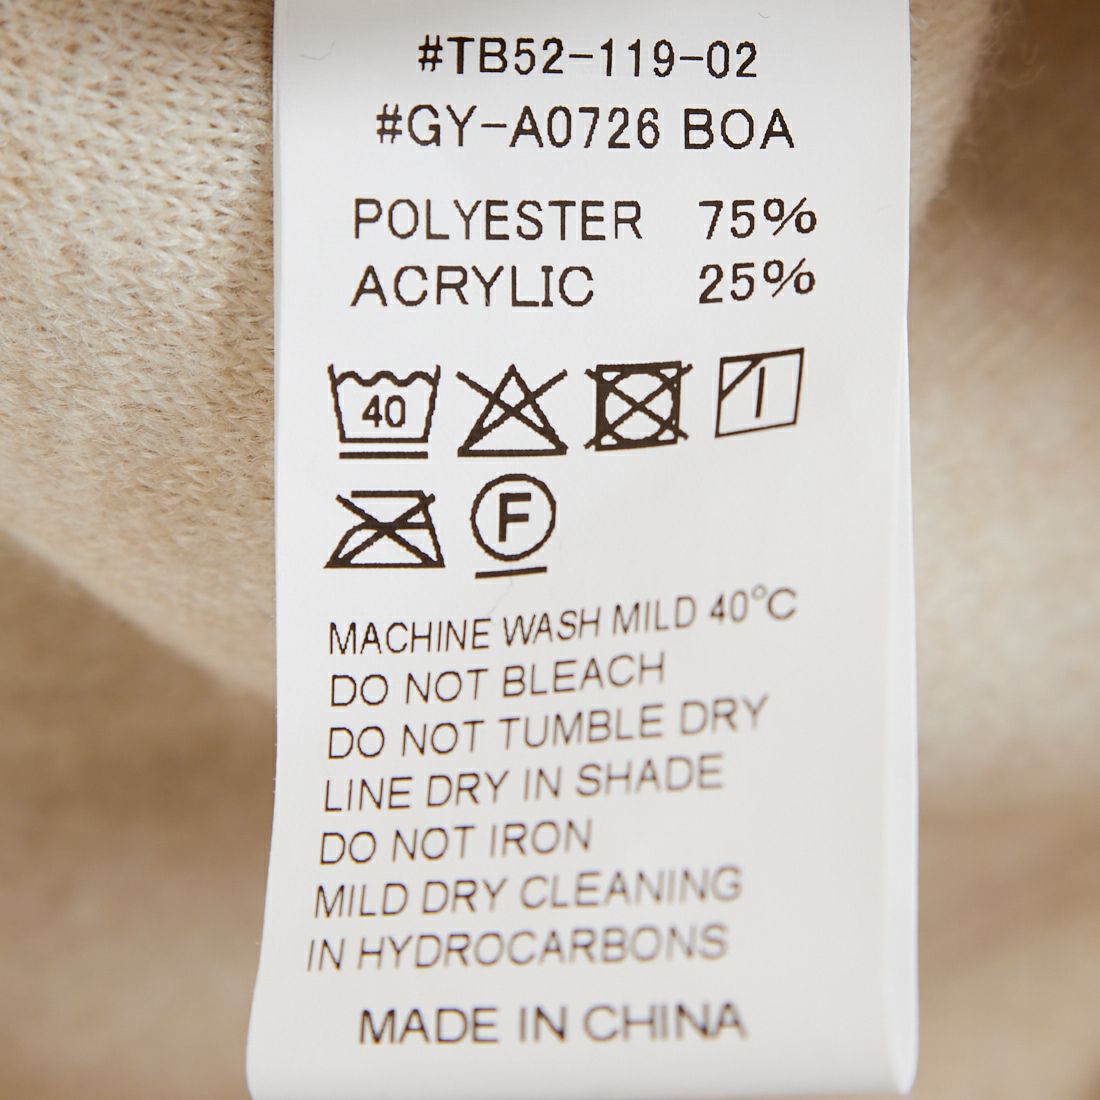 #TB52-119-02
#GY-A0726 BOA
POLYESTER 75%
ACRYLIC 25%
40
F
MACHINE WASH MILD 40°C
DO NOT BLEACH
DO NOT TUMBLE DRY
LINE DRY IN SHADE
DO NOT IRON
MILD DRY CLEANING
IN HYDROCARBONS
MADE IN CHINA